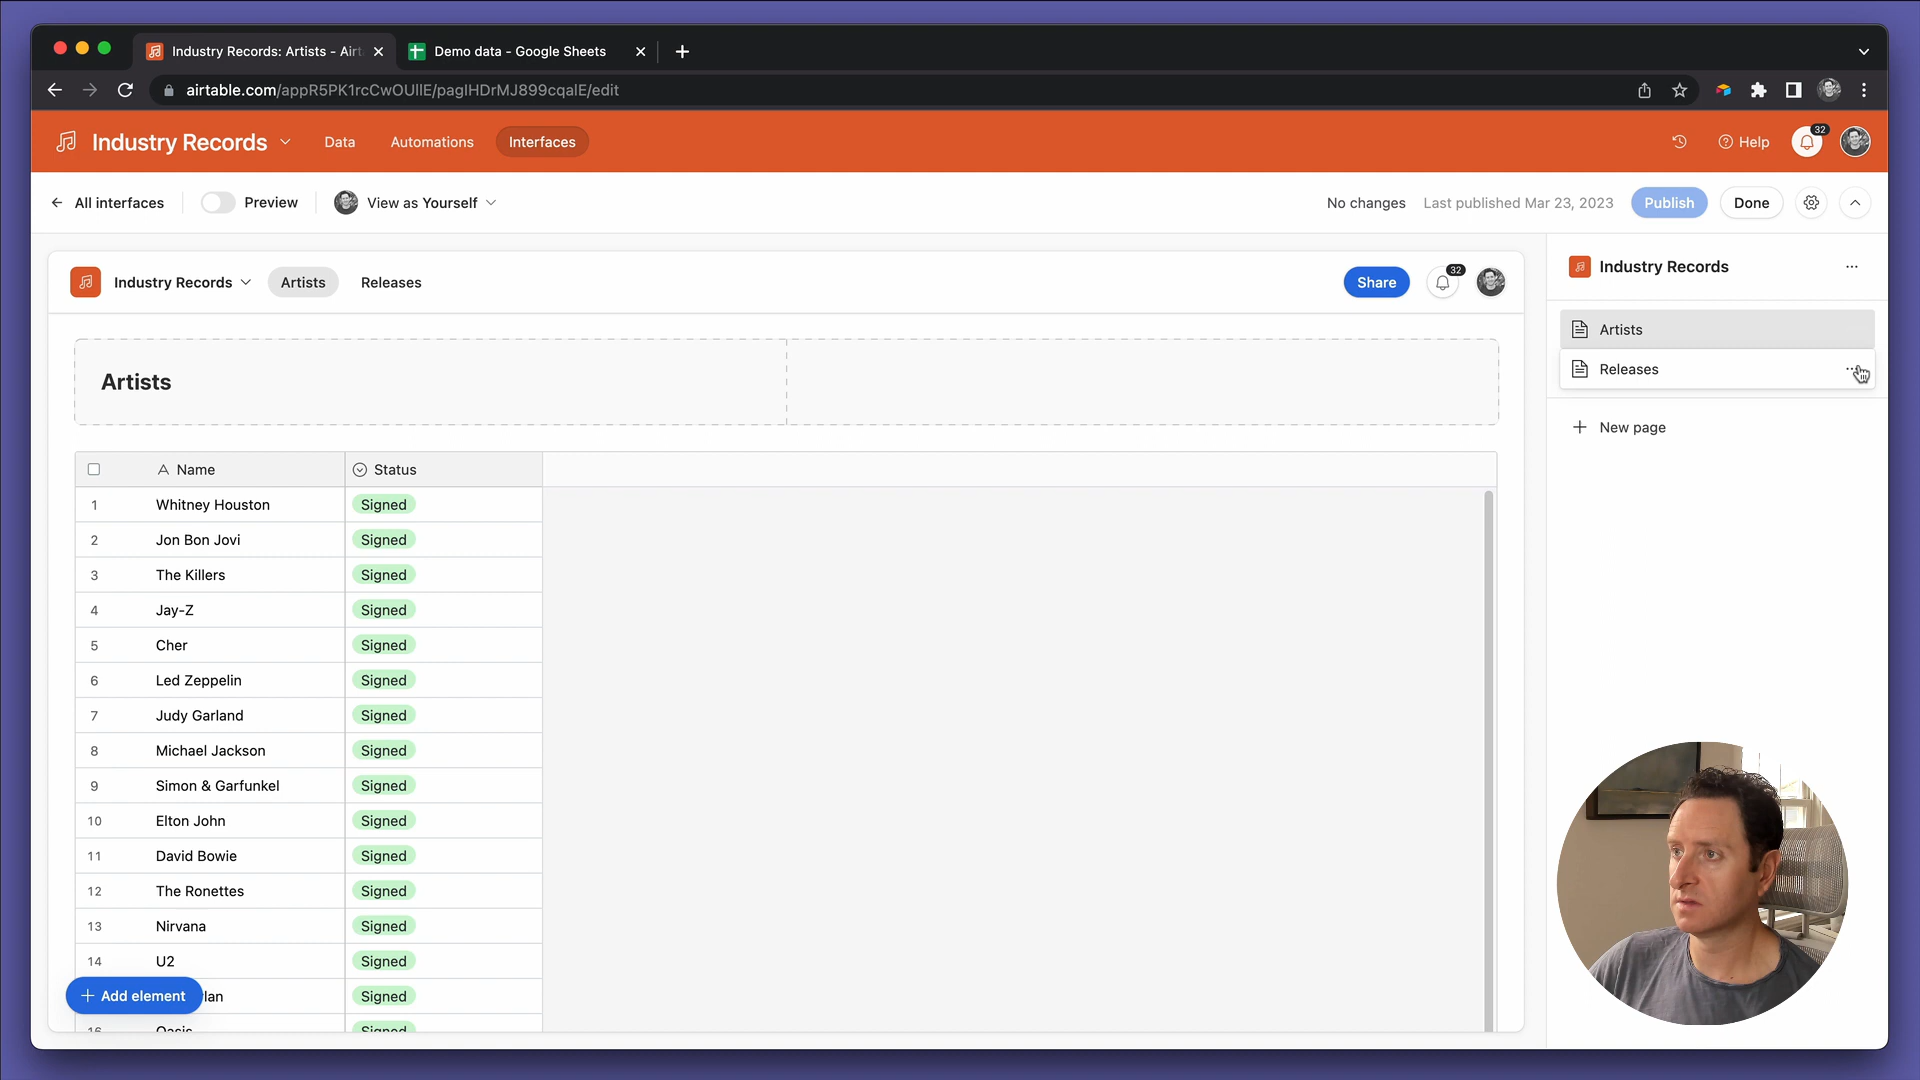 Industry Records: Artists - Airt
Demo data - Google Sheets
airtable.com/appR5PK1rcCwOUIlE/pagIHDrMJ899cqalE/edit
Industry Records Data Automations Interfaces Help 32
All interfaces Preview View as Yourself No changes Last published Mar 23, 2023 Publish Done
Industry Records Artists Releases Share 32
Industry Records
Artists
Releases
New page
Artists
Name Status
1 Whitney Houston Signed
2 Jon Bon Jovi Signed
3 The Killers Signed
4 Jay-Z Signed
5 Cher Signed
6 Led Zeppelin Signed
7 Judy Garland Signed
8 Michael Jackson Signed
9 Simon & Garfunkel Signed
10 Elton John Signed
11 David Bowie Signed
12 The Ronettes Signed
13 Nirvana Signed
14 U2 Signed
Add element lan Signed
16 Oasis Signed